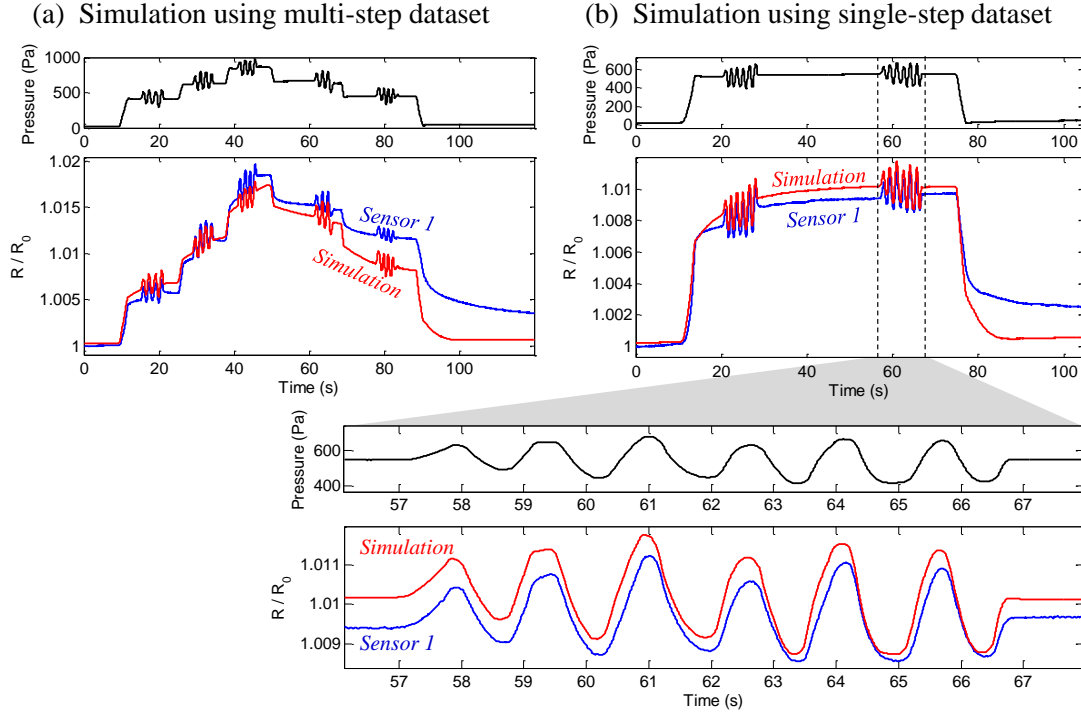 (a) Simulation using multi-step dataset
(b) Simulation using single-step dataset
Pressure (Pa)
1000
500
0
0 20 40 60 80 100
R / R0
1.02
1.015
1.01
1.005
1
Sensor 1
Simulation
0 20 40 60 80 100
Time (s)
Pressure (Pa)
600
400
200
0
0 20 40 60 80 100
R / R0
1.01
1.008
1.006
1.004
1.002
1
Simulation
Sensor 1
0 20 40 60 80 100
Time (s)
Pressure (Pa)
600
400
57 58 59 60 61 62 63 64 65 66 67
R / R0
1.011
1.01
1.009
Simulation
Sensor 1
57 58 59 60 61 62 63 64 65 66 67
Time (s)